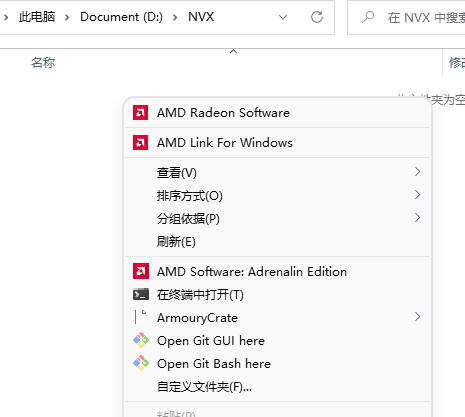 此电脑 > Document (D:) > NVX
在 NVX 中搜索
名称
修改
此文件夹为空
AMD Radeon Software
AMD Link For Windows
查看(V)
排序方式(O)
分组依据(P)
刷新(E)
AMD Software: Adrenalin Edition
在终端中打开(T)
ArmouryCrate
Open Git GUI here
Open Git Bash here
自定义文件夹(F)...
粘贴(P)